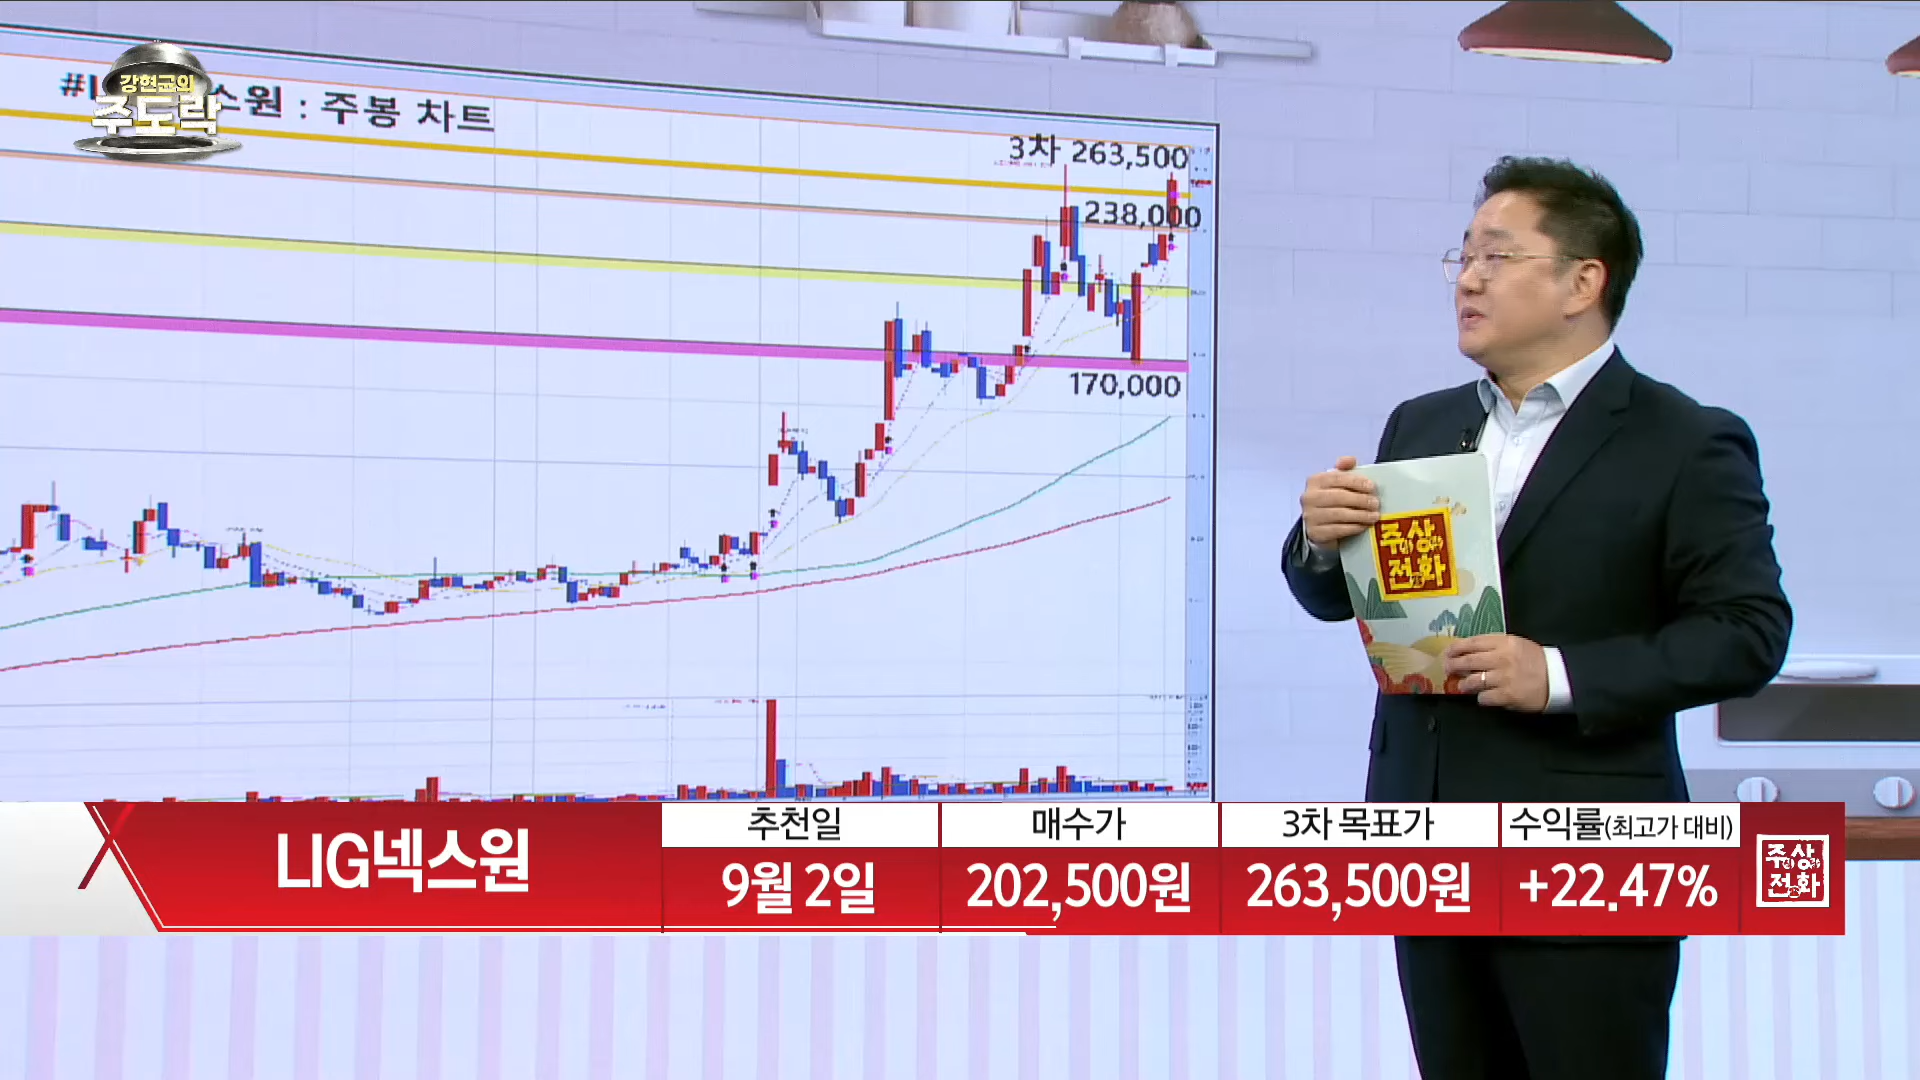 강현균의
주도락
스원 : 주봉 차트
3차 263,500
238,000
170,000
주상
전화
LIG넥스원
추천일
9월 2일
매수가
202,500원
3차 목표가
263,500원
수익률(최고가 대비)
+22.47%
주상
전화